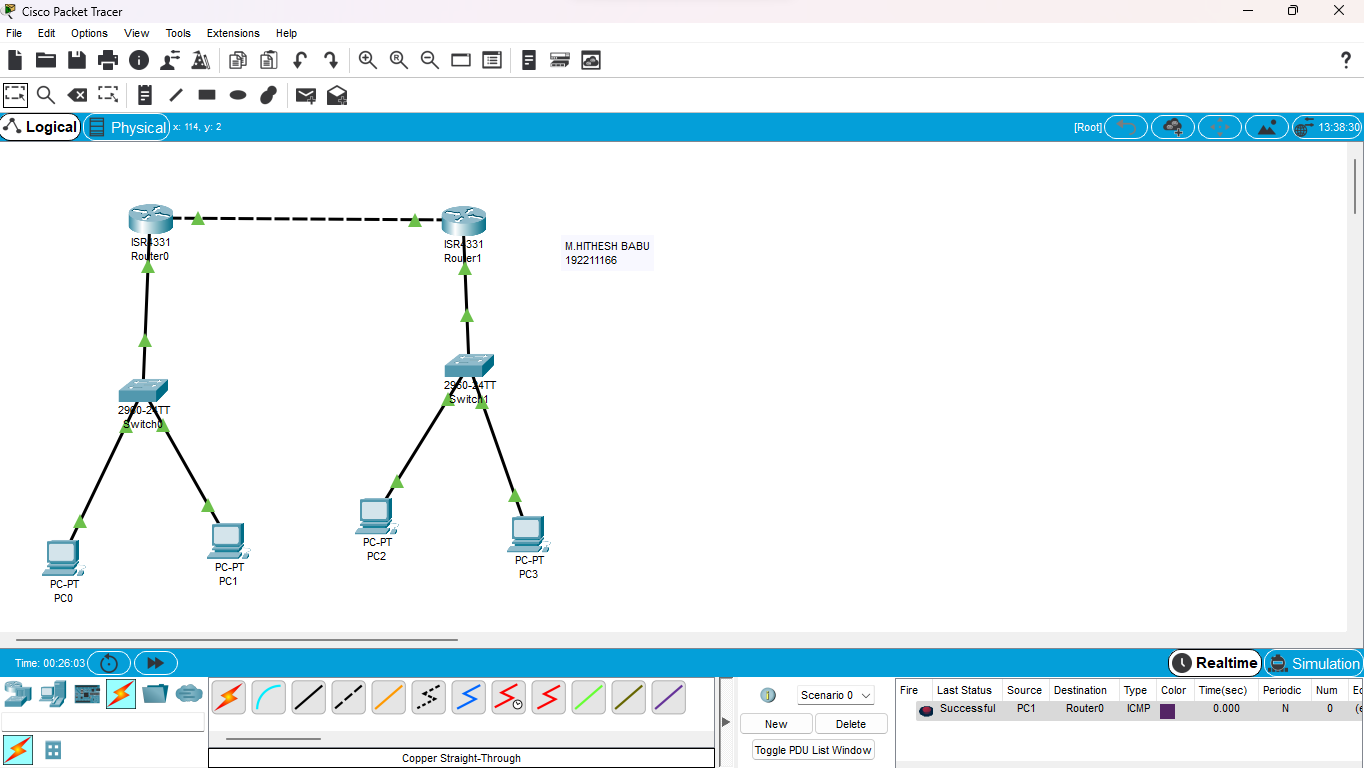 Cisco Packet Tracer
File Edit Options View Tools Extensions Help
Logical Physical x: 114, y: 2 [Root] 13:38:30
ISR4331
Router0
ISR4331
Router1
M.HITHESH BABU
192211166
2960-24TT
Switch0
2960-24TT
Switch1
PC-PT
PC0
PC-PT
PC1
PC-PT
PC2
PC-PT
PC3
Time: 00:26:03 Realtime Simulation
Scenario 0
New Delete
Toggle PDU List Window
Fire Last Status Source Destination Type Color Time(sec) Periodic Num
Successful PC1 Router0 ICMP 0.000 N 0
Copper Straight-Through